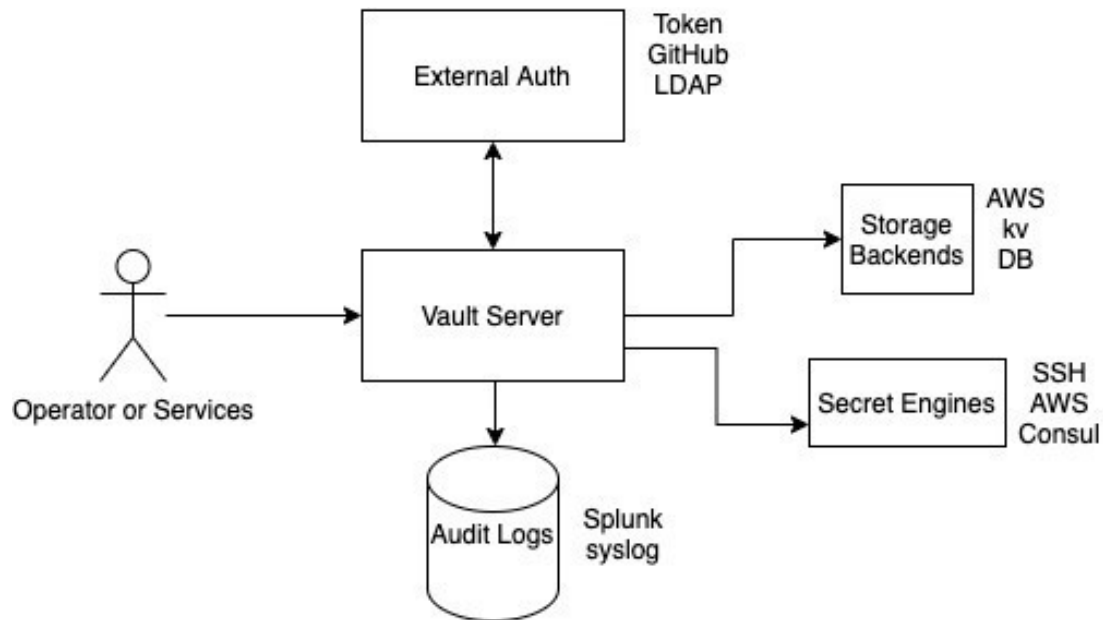 External Auth
Token
GitHub
LDAP
Storage
Backends
AWS
kv
DB
Vault Server
Operator or Services
Secret Engines
SSH
AWS
Consul
Audit Logs
Splunk
syslog